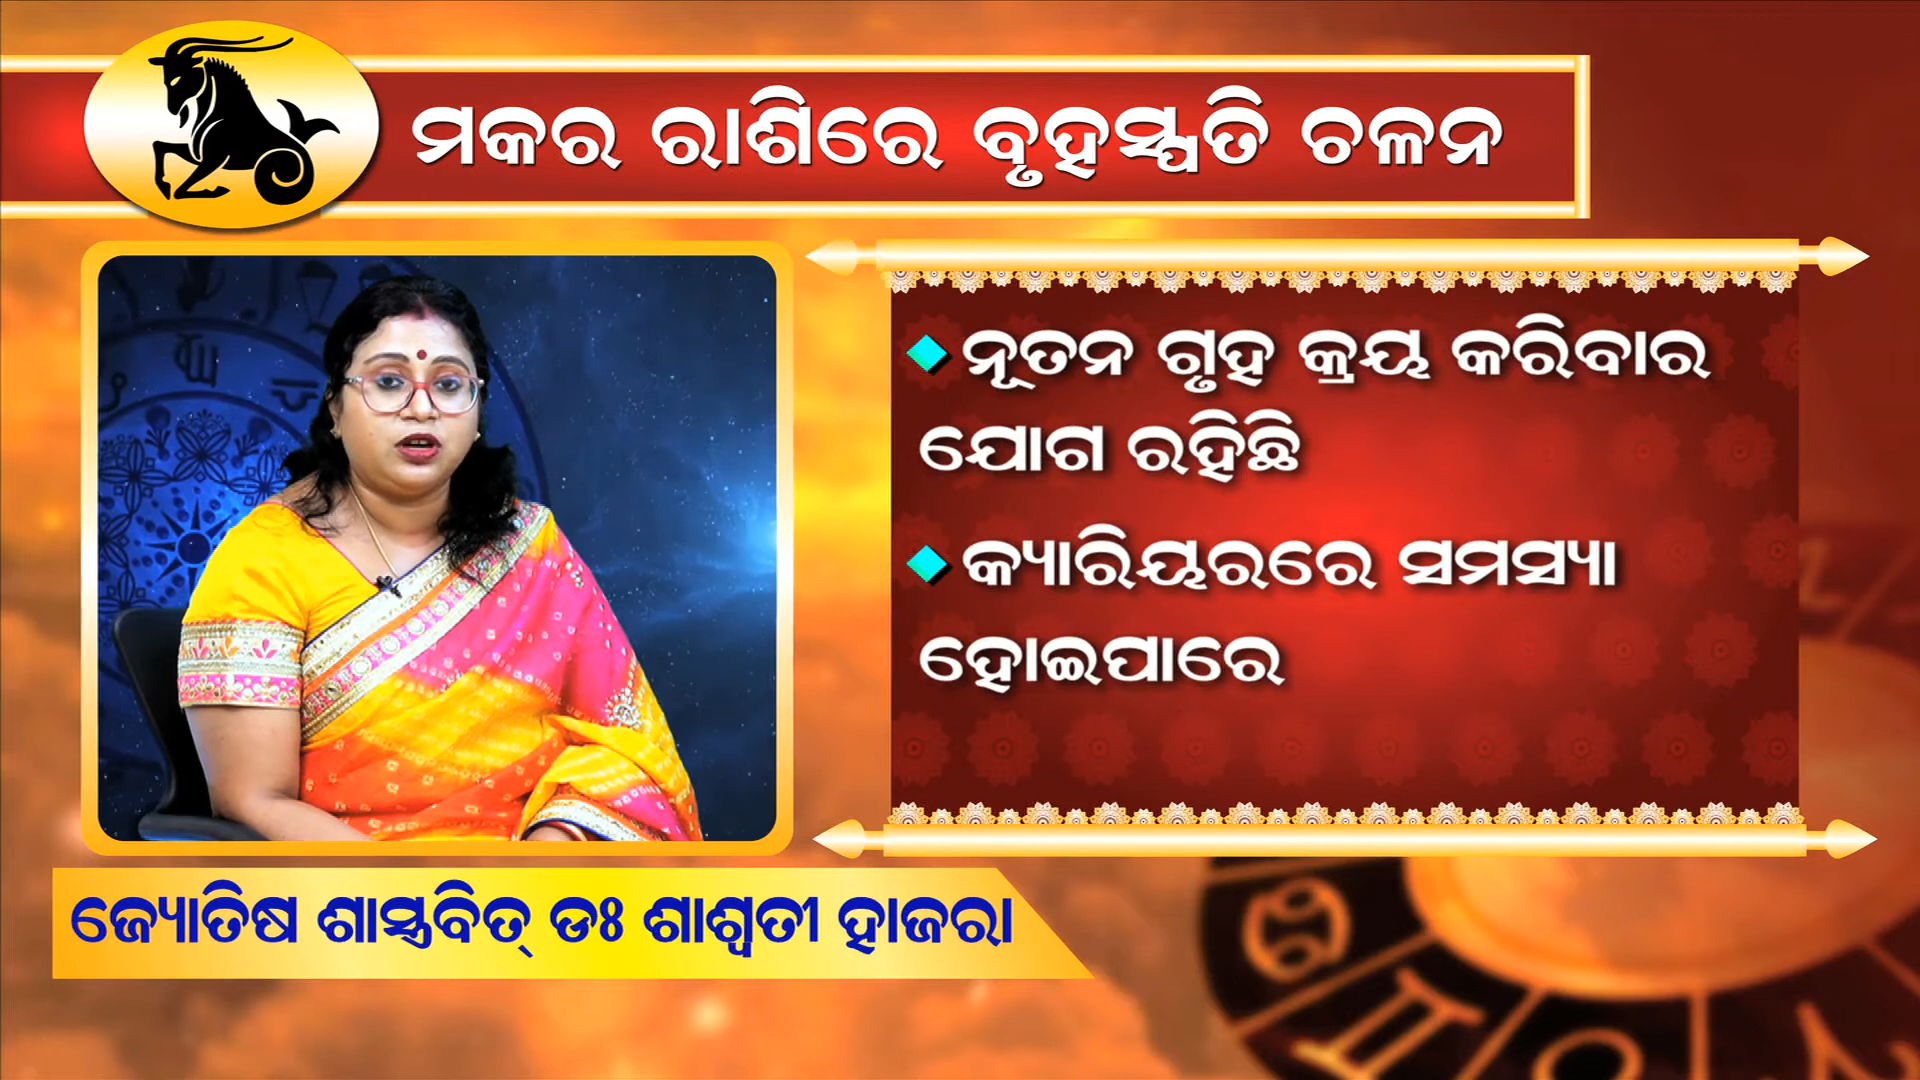 ମକର ରାଶିରେ ବୃହସ୍ପତି ଚଳନ
ନୂତନ ଗୃହ କ୍ରୟ କରିବାର
ଯୋଗ ରହିଛି
କ୍ୟାରିୟରରେ ସମସ୍ୟା
ହୋଇପାରେ
ଜ୍ୟୋତିଷ ଶାସ୍ତ୍ରବିତ୍ ଡଃ ଶାଶ୍ୱତୀ ହାଜରା